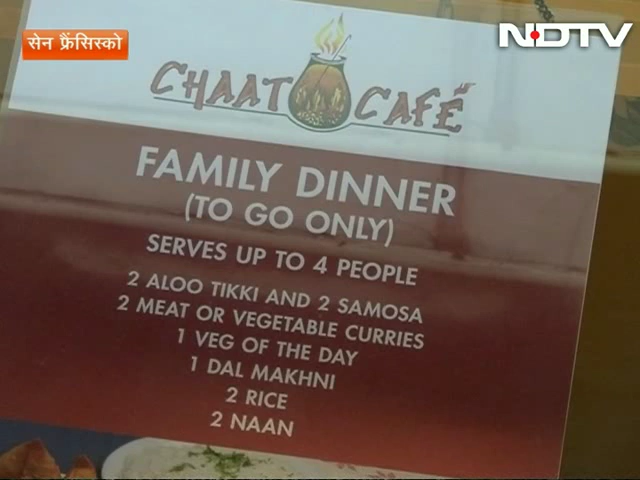 सेन फ्रैंसिस्को
NDTV
CHAAT CAFÉ
FAMILY DINNER
(TO GO ONLY)
SERVES UP TO 4 PEOPLE
2 ALOO TIKKI AND 2 SAMOSA
2 MEAT OR VEGETABLE CURRIES
1 VEG OF THE DAY
1 DAL MAKHNI
2 RICE
2 NAAN